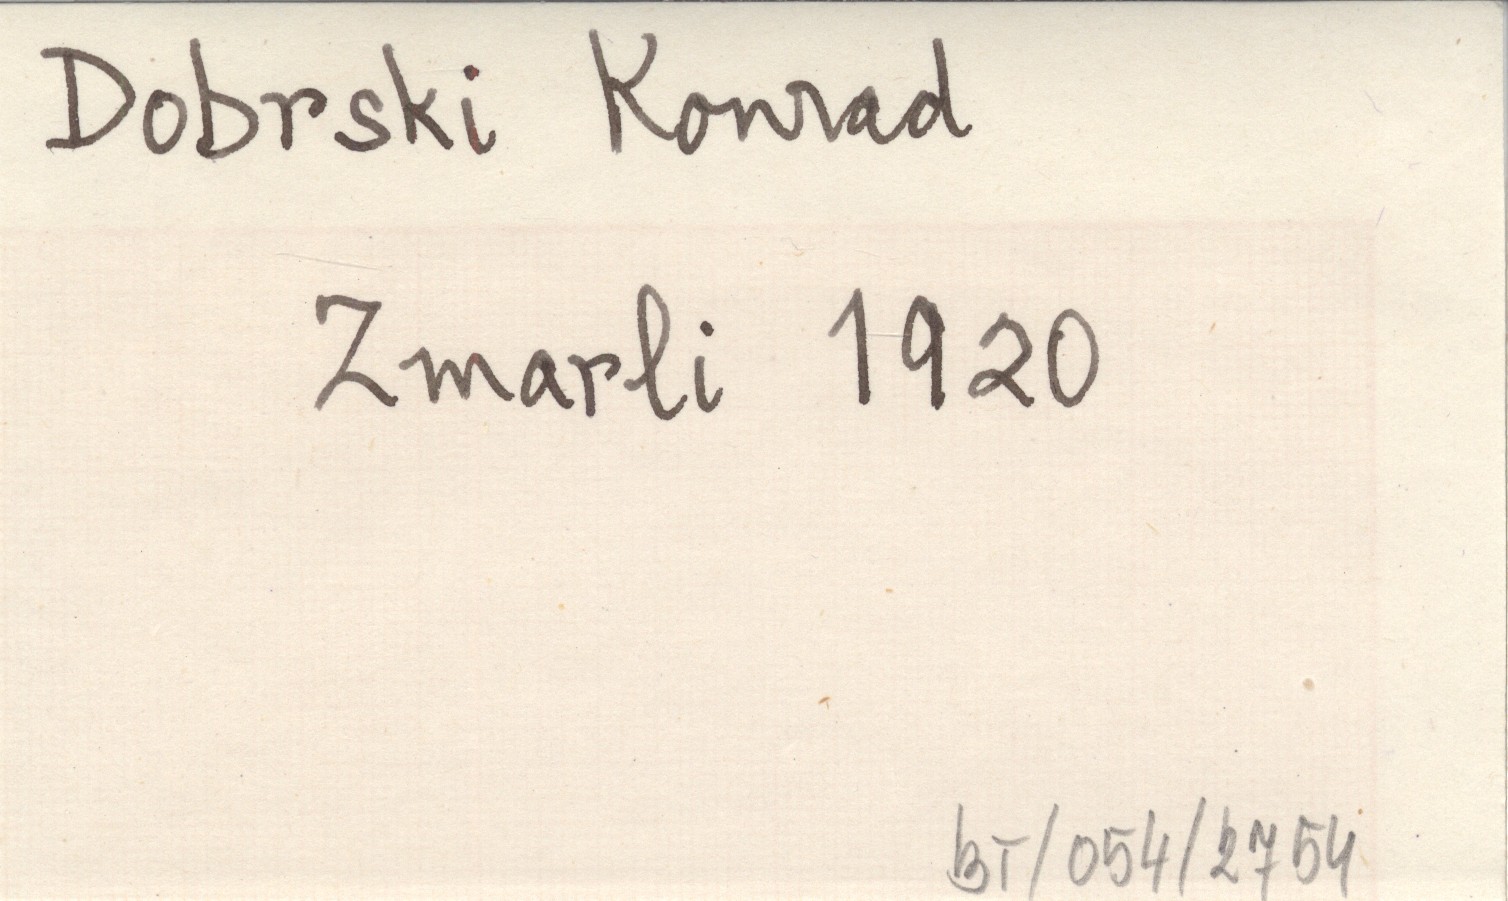 Dobrski Konrad
Zmarli 1920
BT/054/2754